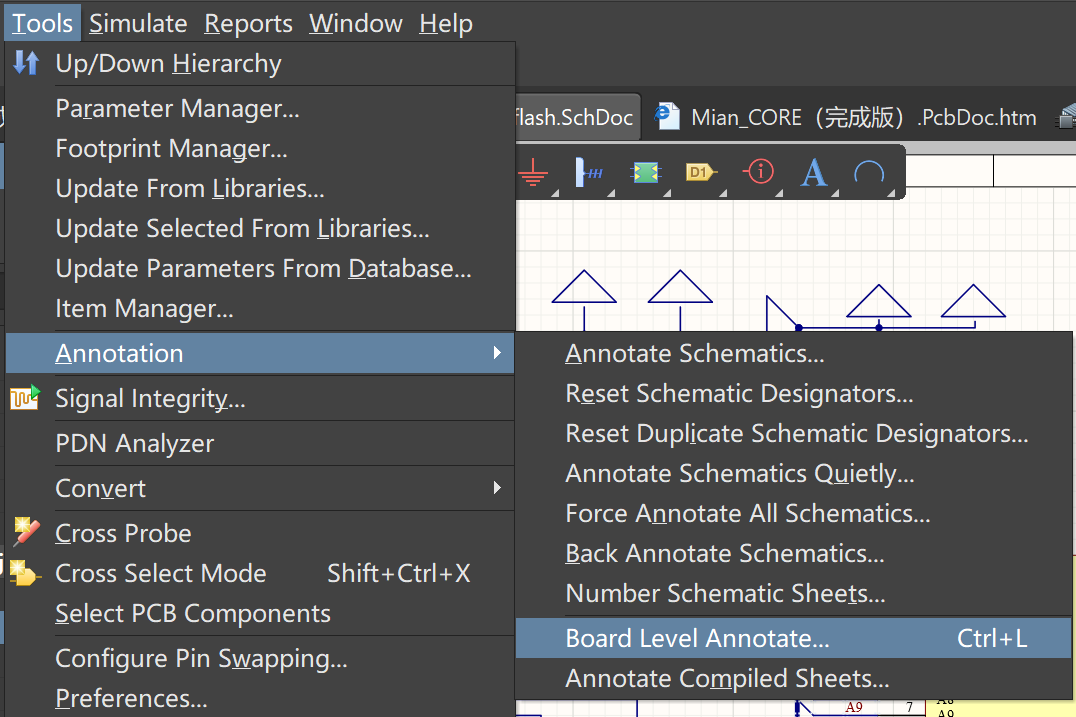 Tools Simulate Reports Window Help
Up/Down Hierarchy
Parameter Manager...
Footprint Manager...
Update From Libraries...
Update Selected From Libraries...
Update Parameters From Database...
Item Manager...
Annotation
Signal Integrity...
PDN Analyzer
Convert
Cross Probe
Cross Select Mode Shift+Ctrl+X
Select PCB Components
Configure Pin Swapping...
Preferences...
flash.SchDoc Mian_CORE（完成版）.PcbDoc.htm
D1 A
Annotate Schematics...
Reset Schematic Designators...
Reset Duplicate Schematic Designators...
Annotate Schematics Quietly...
Force Annotate All Schematics...
Back Annotate Schematics...
Number Schematic Sheets...
Board Level Annotate... Ctrl+L
Annotate Compiled Sheets...
A9 7 A8
A9